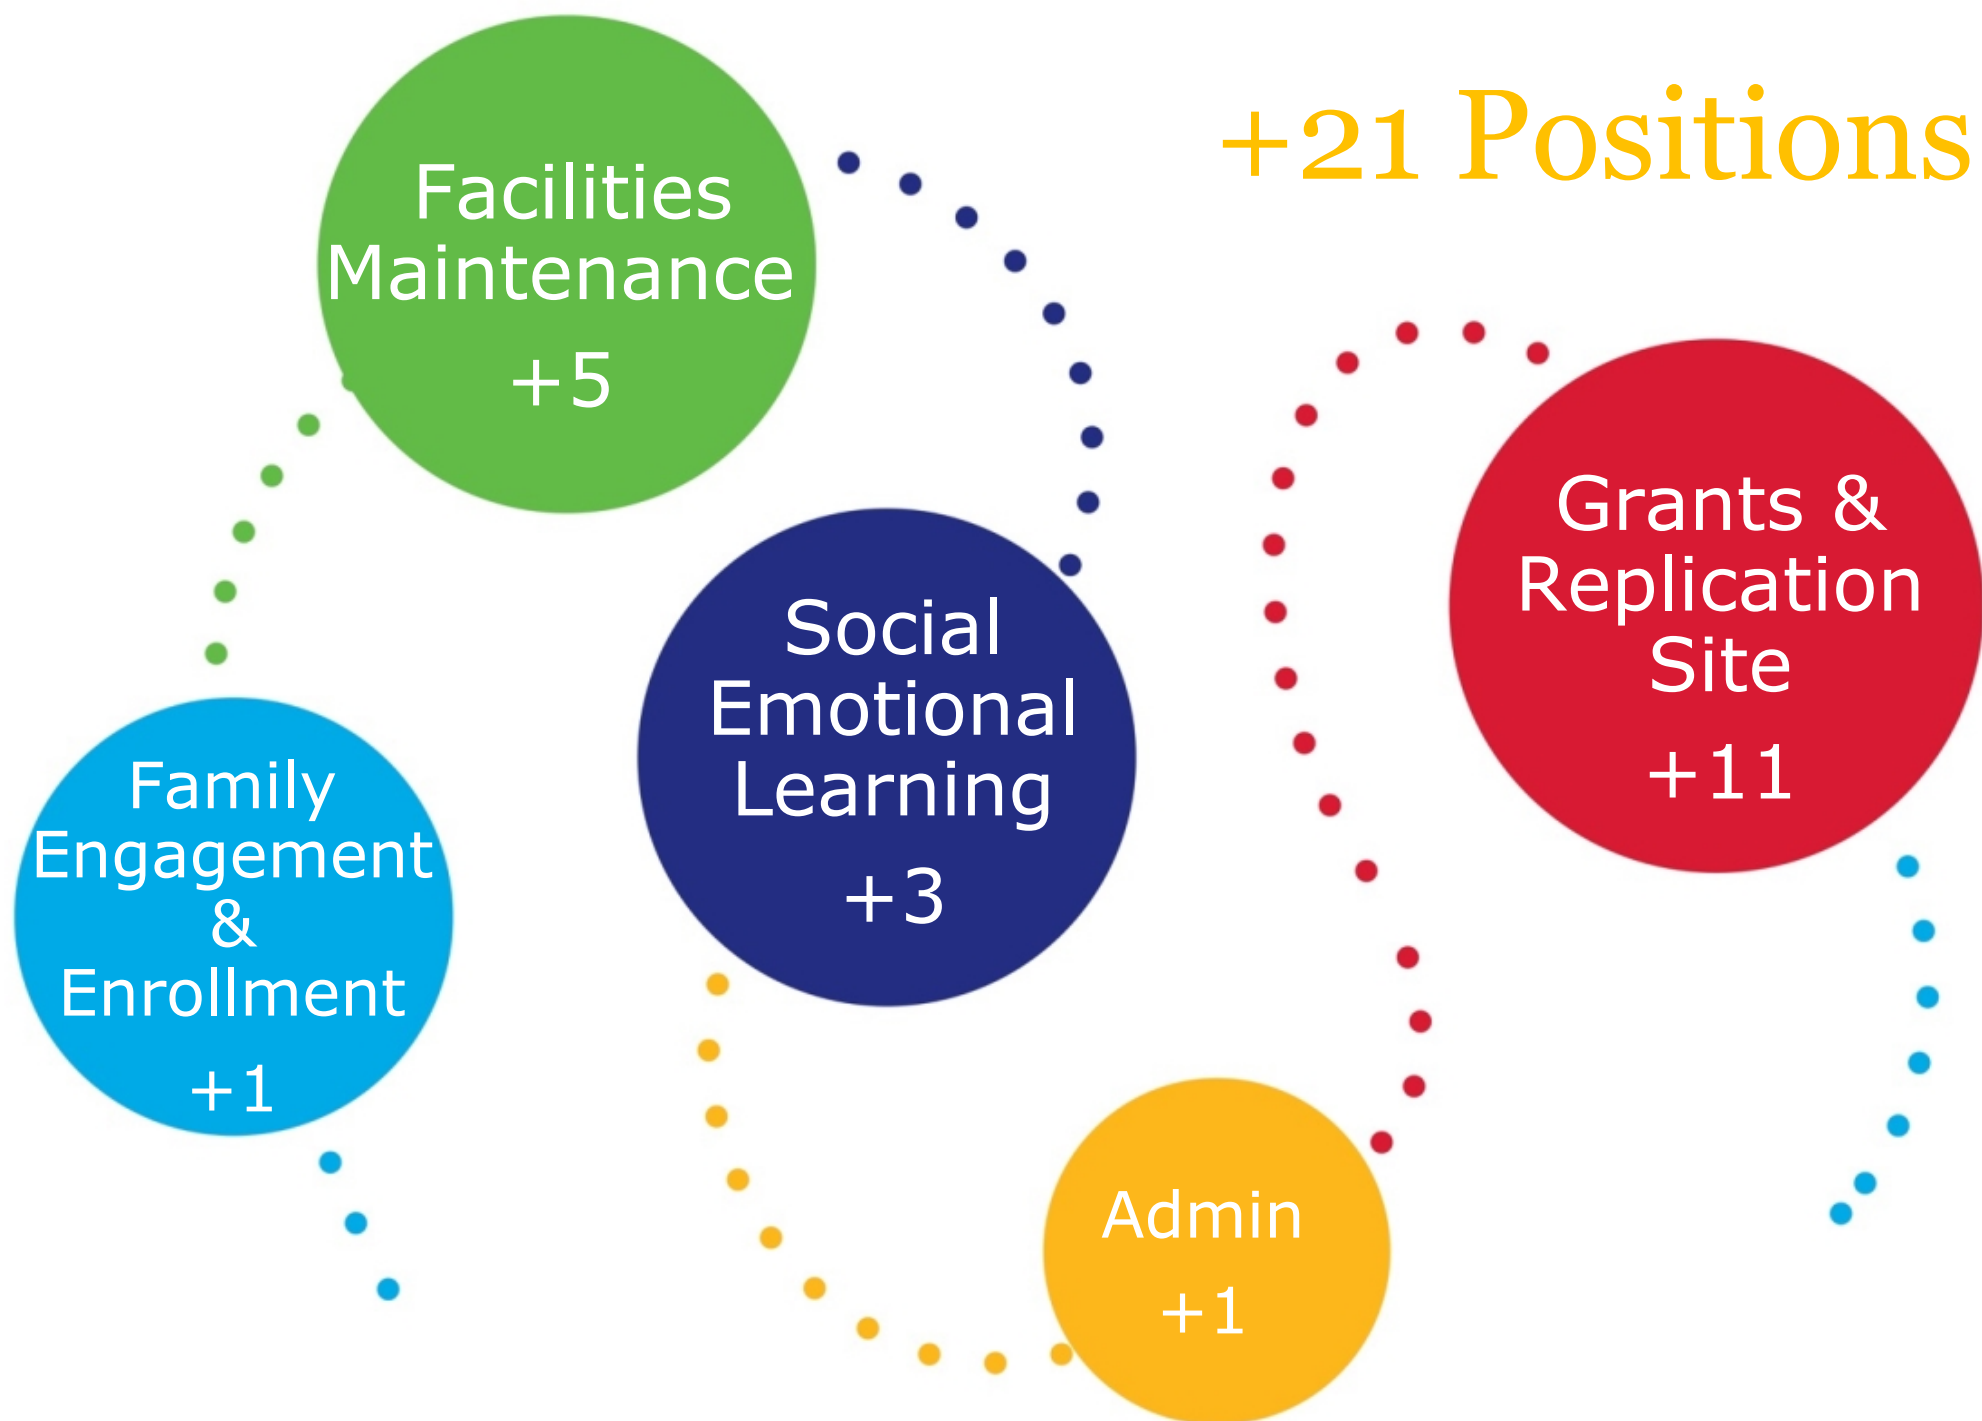 +21 Positions
Facilities
Maintenance
+5
Grants &
Replication
Site
+11
Social
Emotional
Learning
+3
Family
Engagement
&
Enrollment
+1
Admin
+1